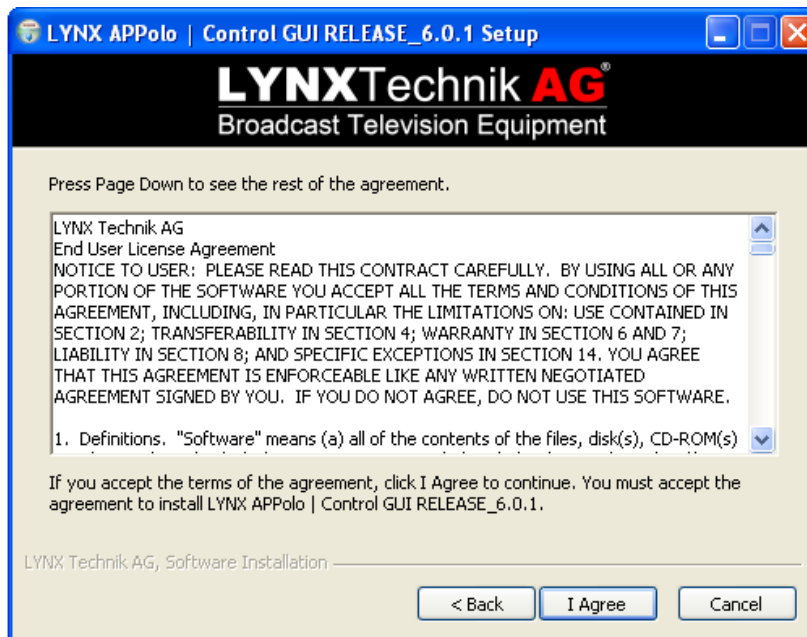 LYNX APPolo | Control GUI RELEASE_6.0.1 Setup
LYNXTechnik AG®
Broadcast Television Equipment
Press Page Down to see the rest of the agreement.
LYNX Technik AG
End User License Agreement
NOTICE TO USER:  PLEASE READ THIS CONTRACT CAREFULLY.  BY USING ALL OR ANY
PORTION OF THE SOFTWARE YOU ACCEPT ALL THE TERMS AND CONDITIONS OF THIS
AGREEMENT, INCLUDING, IN PARTICULAR THE LIMITATIONS ON: USE CONTAINED IN
SECTION 2; TRANSFERABILITY IN SECTION 4; WARRANTY IN SECTION 6 AND 7;
LIABILITY IN SECTION 8; AND SPECIFIC EXCEPTIONS IN SECTION 14. YOU AGREE
THAT THIS AGREEMENT IS ENFORCEABLE LIKE ANY WRITTEN NEGOTIATED
AGREEMENT SIGNED BY YOU.  IF YOU DO NOT AGREE, DO NOT USE THIS SOFTWARE.
1.  Definitions.  "Software" means (a) all of the contents of the files, disk(s), CD-ROM(s)
If you accept the terms of the agreement, click I Agree to continue. You must accept the
agreement to install LYNX APPolo | Control GUI RELEASE_6.0.1.
LYNX Technik AG, Software Installation
< Back
I Agree
Cancel